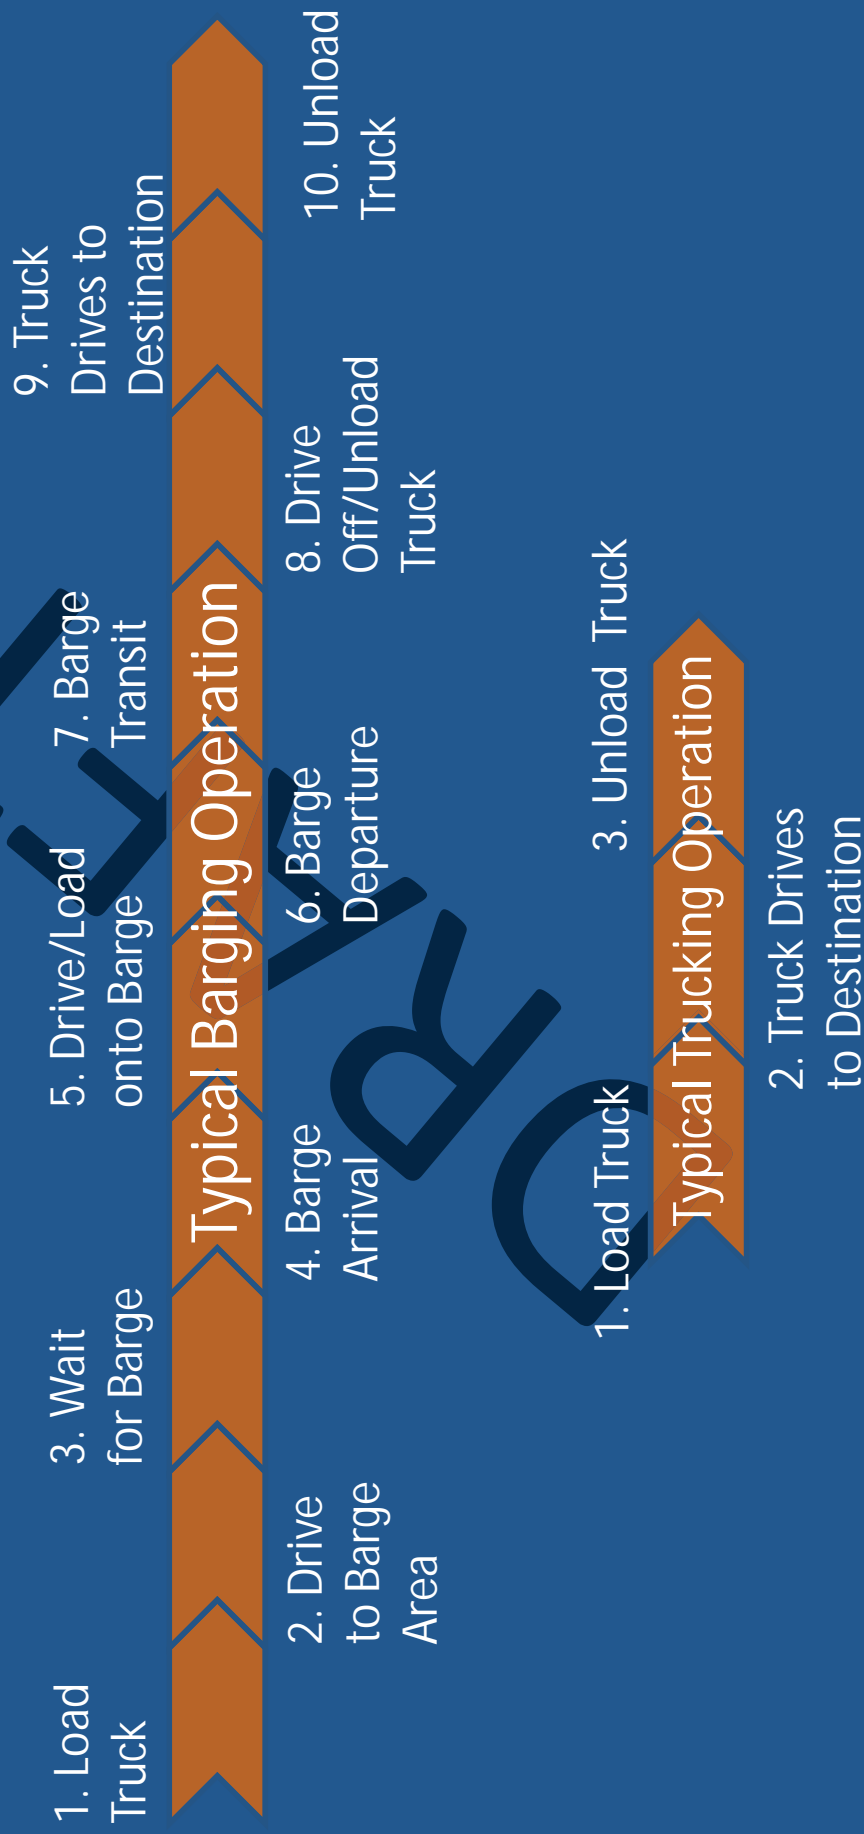 1. Load
Truck
2. Drive
to Barge
Area
3. Wait
for Barge
4. Barge
Arrival
5. Drive/Load
onto Barge
6. Barge
Departure
7. Barge
Transit
8. Drive
Off/Unload
Truck
9. Truck
Drives to
Destination
10. Unload
Truck
Typical Barging Operation
1. Load Truck
2. Truck Drives
to Destination
3. Unload Truck
Typical Trucking Operation
DRAFT